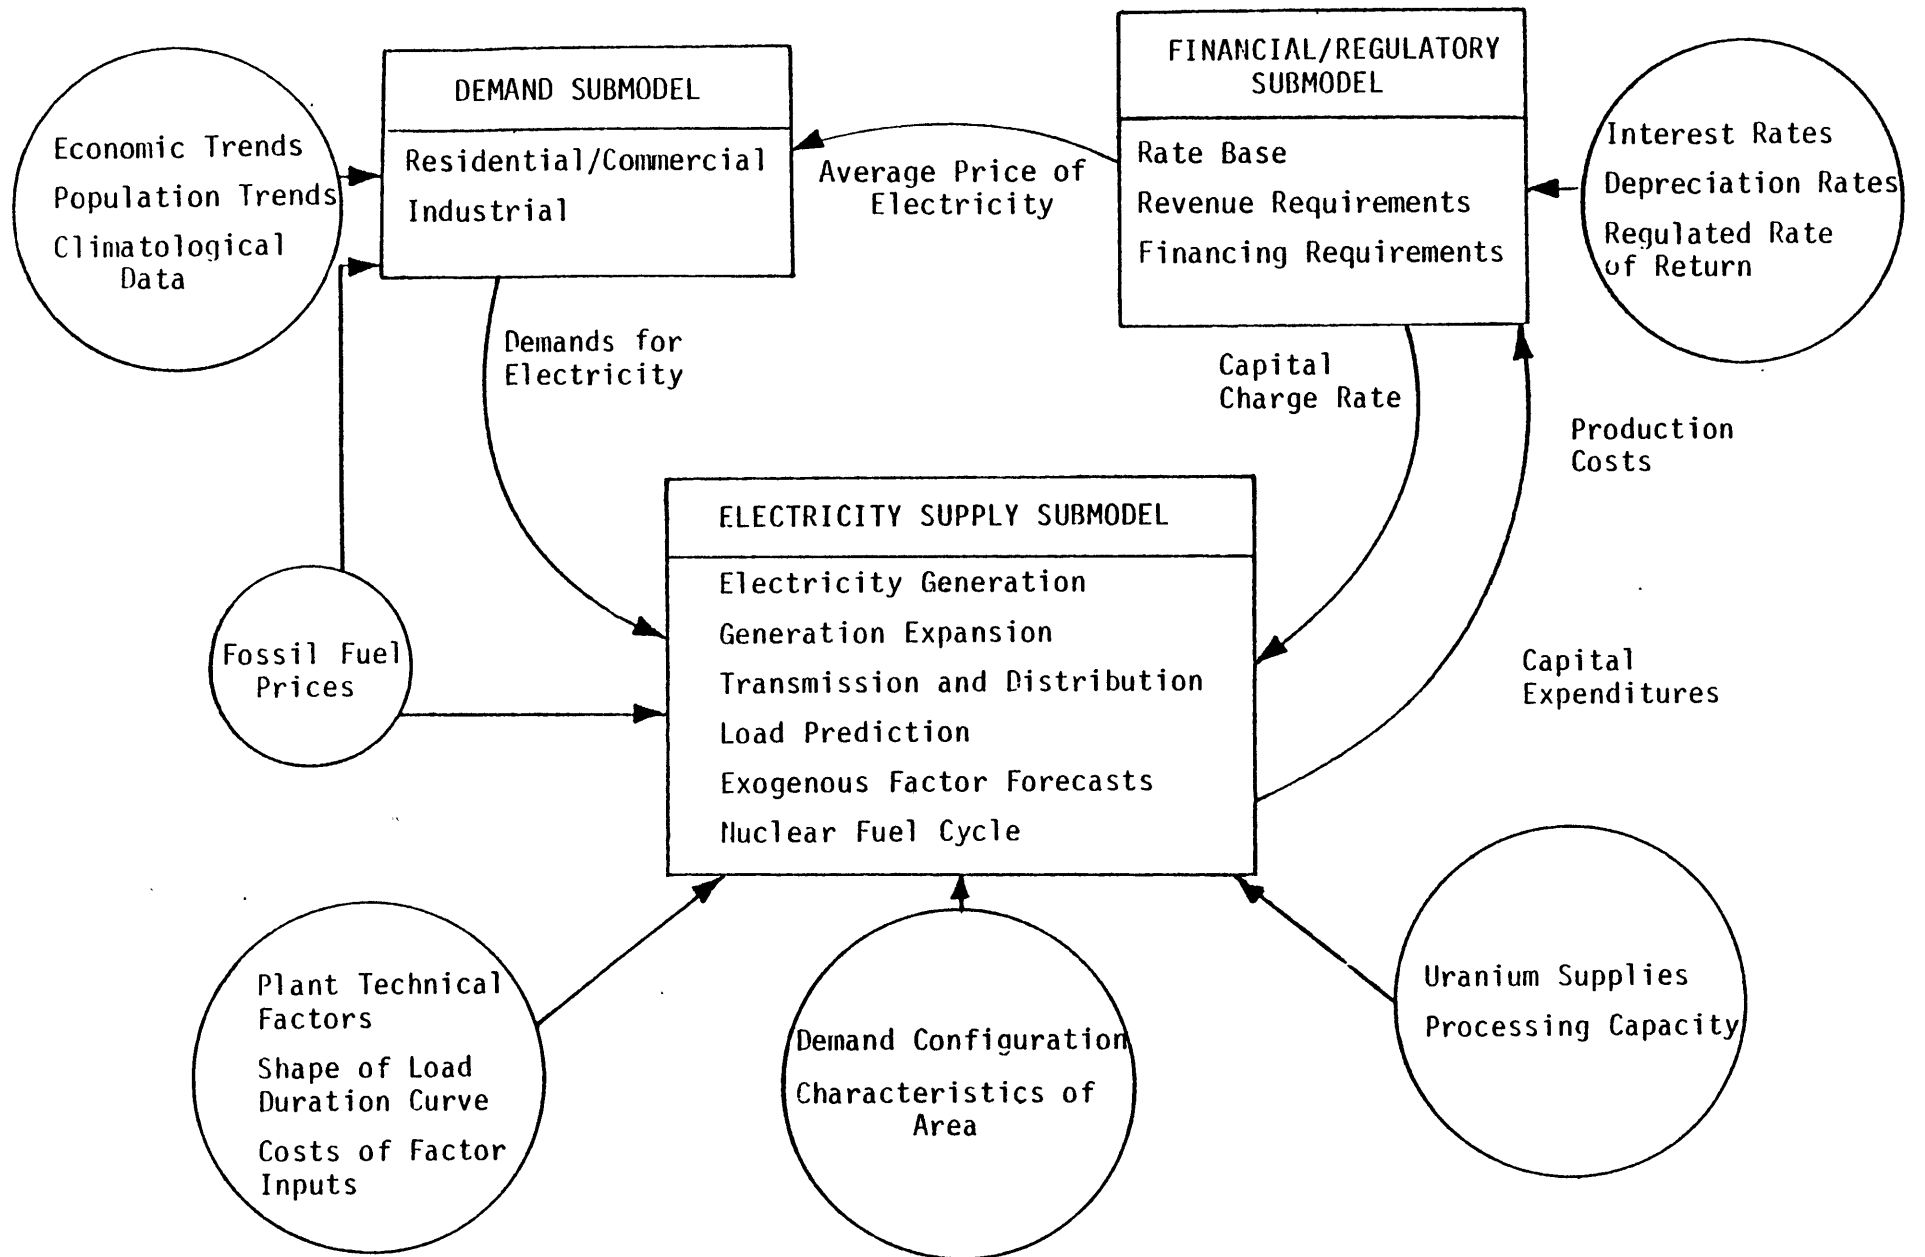 Economic Trends
Population Trends
Climatological
Data
DEMAND SUBMODEL
Residential/Commercial
Industrial
Average Price of
Electricity
FINANCIAL/REGULATORY
SUBMODEL
Rate Base
Revenue Requirements
Financing Requirements
Interest Rates
Depreciation Rates
Regulated Rate
of Return
Demands for
Electricity
Capital
Charge Rate
Production
Costs
Fossil Fuel
Prices
ELECTRICITY SUPPLY SUBMODEL
Electricity Generation
Generation Expansion
Transmission and Distribution
Load Prediction
Exogenous Factor Forecasts
Nuclear Fuel Cycle
Capital
Expenditures
Plant Technical
Factors
Shape of Load
Duration Curve
Costs of Factor
Inputs
Demand Configuration
Characteristics of
Area
Uranium Supplies
Processing Capacity